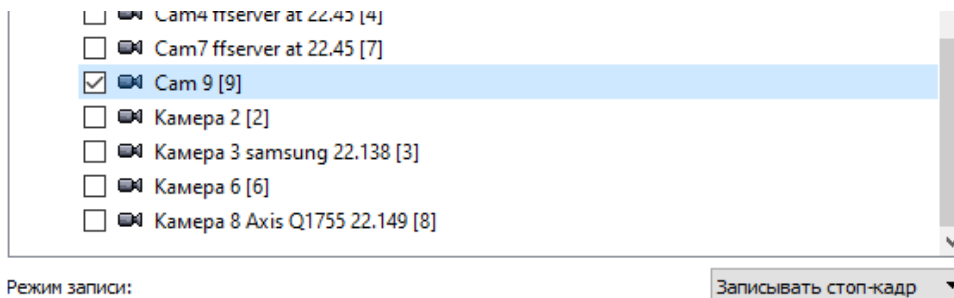 Cam4 ffserver at 22.45 [4]
Cam7 ffserver at 22.45 [7]
Cam 9 [9]
Камера 2 [2]
Камера 3 samsung 22.138 [3]
Камера 6 [6]
Камера 8 Axis Q1755 22.149 [8]
Режим записи: Записывать стоп-кадр